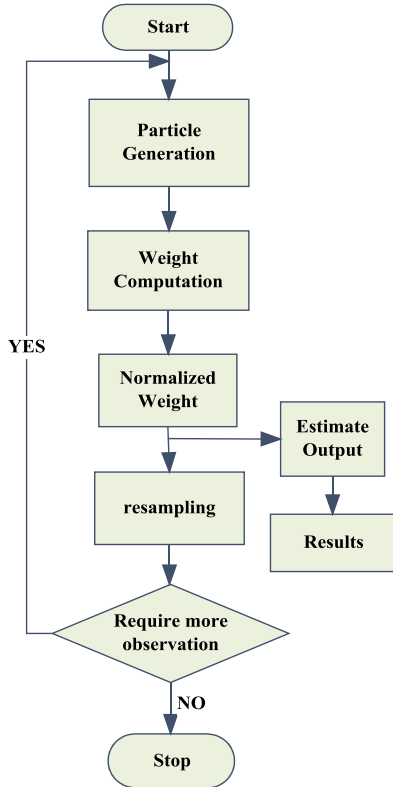 Start
Particle
Generation
Weight
Computation
YES
Normalized
Weight
Estimate
Output
resampling
Results
Require more
observation
NO
Stop